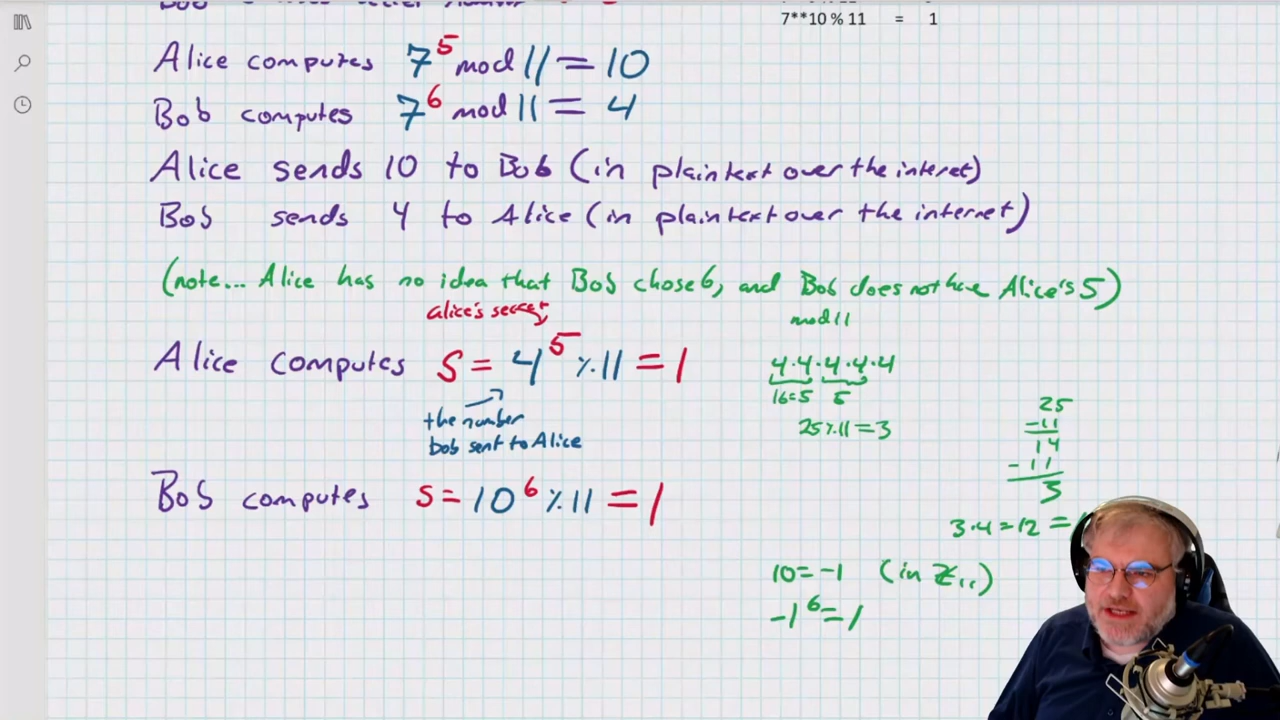 7**10 % 11 = 1
Alice computes 7^5 mod 11 = 10
Bob computes 7^6 mod 11 = 4
Alice sends 10 to Bob (in plaintext over the interet)
Bob sends 4 to Alice (in plaintext over the internet)
(note... Alice has no idea that Bob chose 6, and Bob does not have Alice's 5)
alice's secret
mod 11
Alice computes S = 4^5 % 11 = 1
4·4·4·4·4
16=5 5
25%11=3
the number
bob sent to Alice
25
-11
14
-11
3
3·4=12=
Bob computes s = 10^6 % 11 = 1
10=-1 (in Z₁₁)
-1^6=1